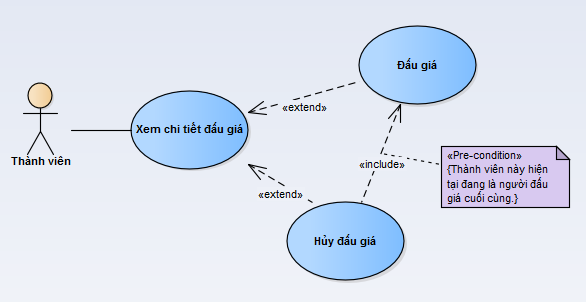 Đấu giá
«extend»
Xem chi tiết đấu giá
Thành viên
«include»
«Pre-condition»
{Thành viên này hiện
tại đang là người đấu
giá cuối cùng.}
«extend»
Hủy đấu giá